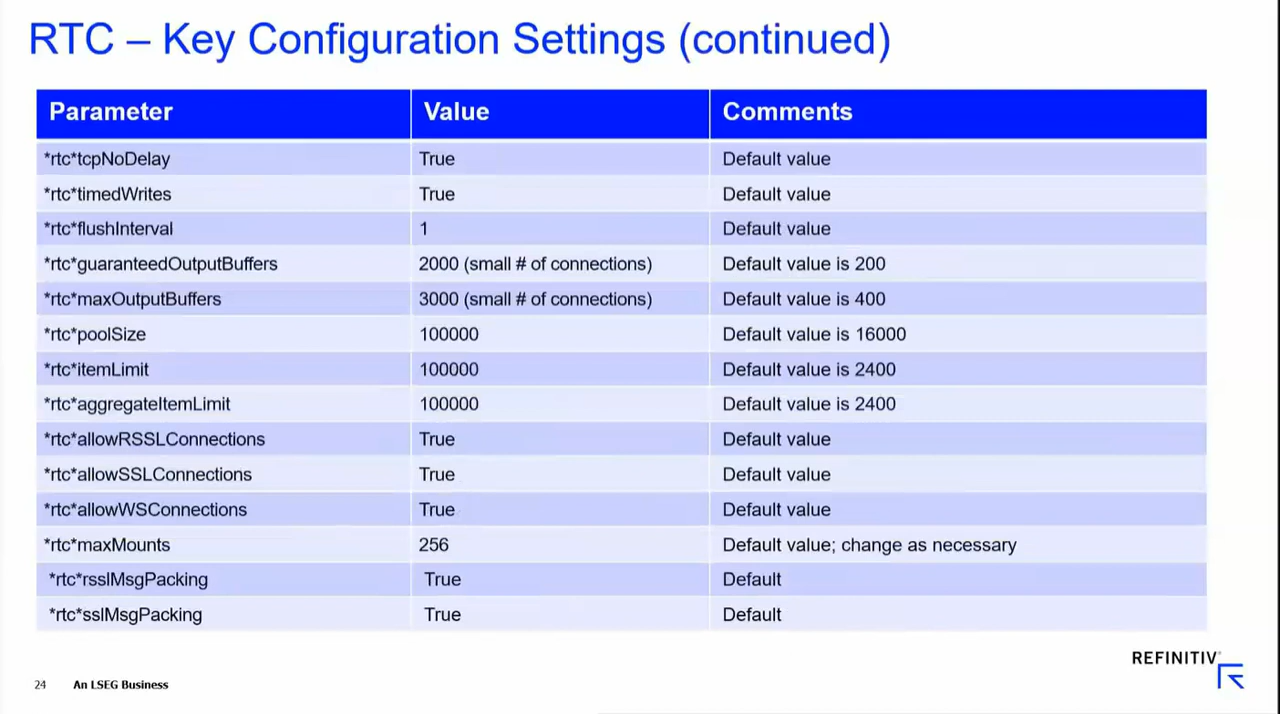 RTC – Key Configuration Settings (continued)
Parameter Value Comments
*rtc*tcpNoDelay True Default value
*rtc*timedWrites True Default value
*rtc*flushInterval 1 Default value
*rtc*guaranteedOutputBuffers 2000 (small # of connections) Default value is 200
*rtc*maxOutputBuffers 3000 (small # of connections) Default value is 400
*rtc*poolSize 100000 Default value is 16000
*rtc*itemLimit 100000 Default value is 2400
*rtc*aggregateItemLimit 100000 Default value is 2400
*rtc*allowRSSLConnections True Default value
*rtc*allowSSLConnections True Default value
*rtc*allowWSConnections True Default value
*rtc*maxMounts 256 Default value; change as necessary
*rtc*rsslMsgPacking True Default
*rtc*sslMsgPacking True Default
REFINITIV
24 An LSEG Business